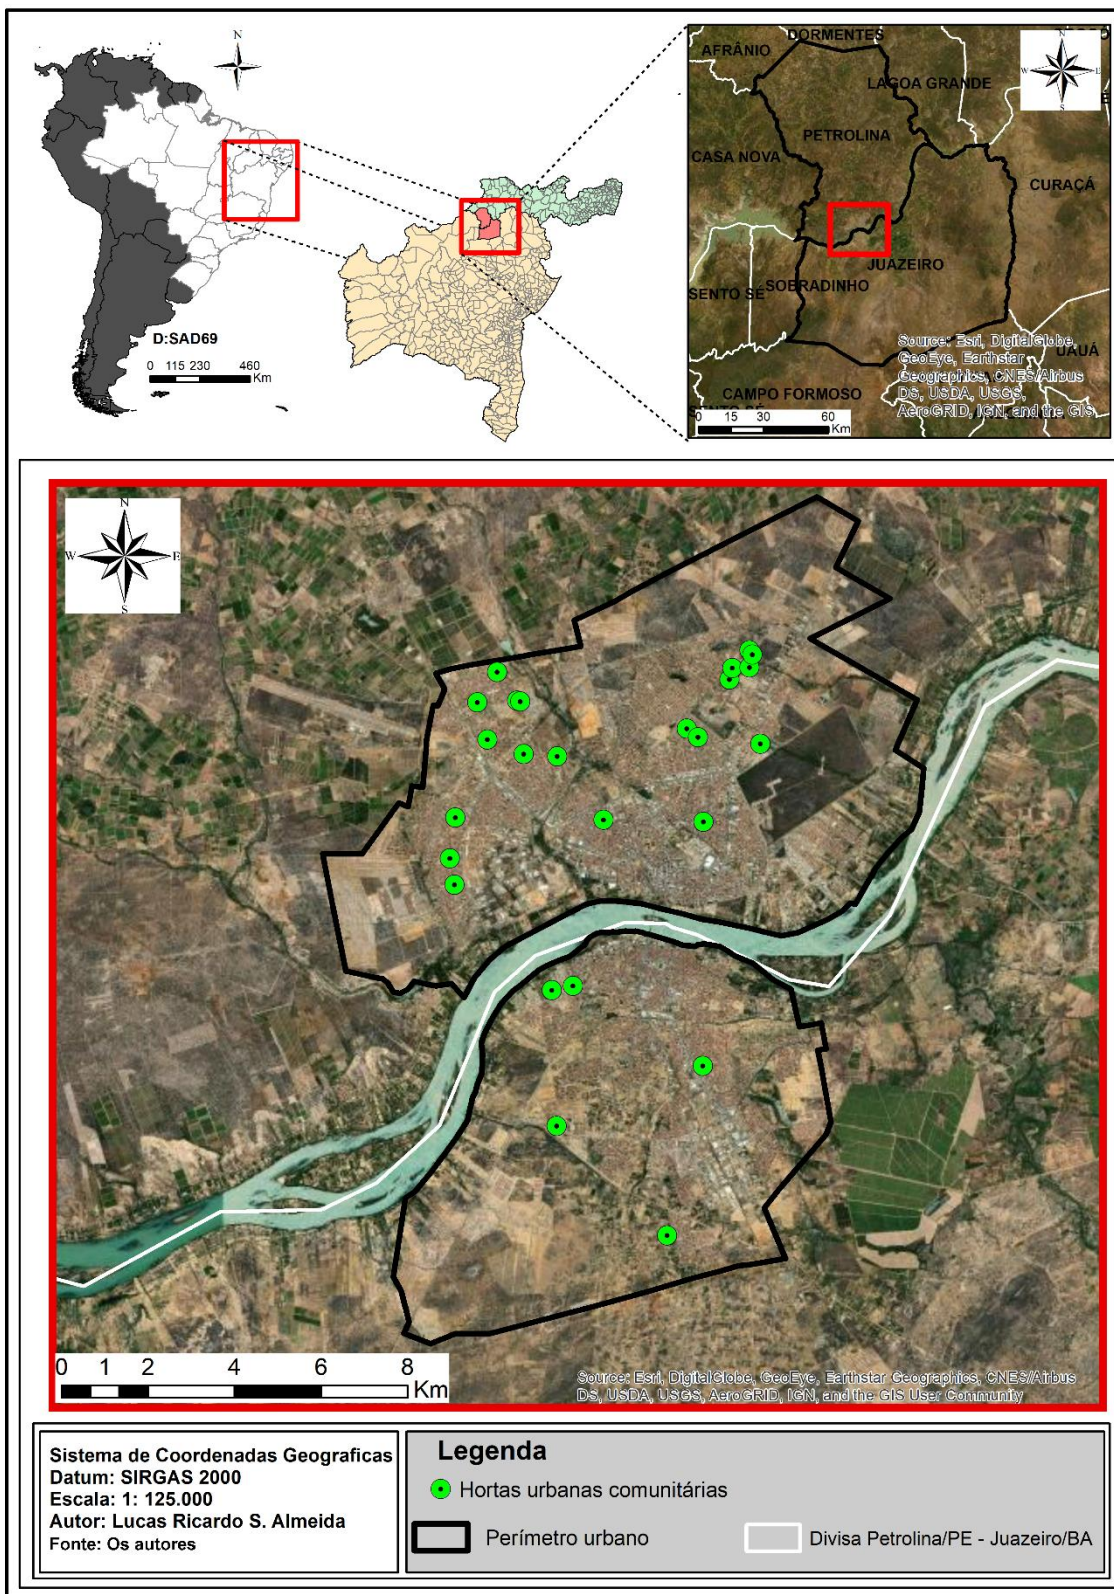 N
D:SAD69
0 115 230 460
Km
DORMENTES
AFRÂNIO
N
W E
S
LAGOA GRANDE
PETROLINA
CASA NOVA
CURAÇÁ
JUAZEIRO
SENTO SÉ
SOBRADINHO
UAUÁ
CAMPO FORMOSO
SENTO SÉ
Source: Esri, DigitalGlobe,
GeoEye, Earthstar
Geographics, CNES/Airbus
DS, USDA, USGS,
AeroGRID, IGN, and the GIS
0 15 30 60
Km
N
W E
S
0 1 2 4 6 8
Km
Source: Esri, DigitalGlobe, GeoEye, Earthstar Geographics, CNES/Airbus
DS, USDA, USGS, AeroGRID, IGN, and the GIS User Community
Sistema de Coordenadas Geograficas
Datum: SIRGAS 2000
Escala: 1: 125.000
Autor: Lucas Ricardo S. Almeida
Fonte: Os autores
Legenda
Hortas urbanas comunitárias
Perímetro urbano
Divisa Petrolina/PE - Juazeiro/BA